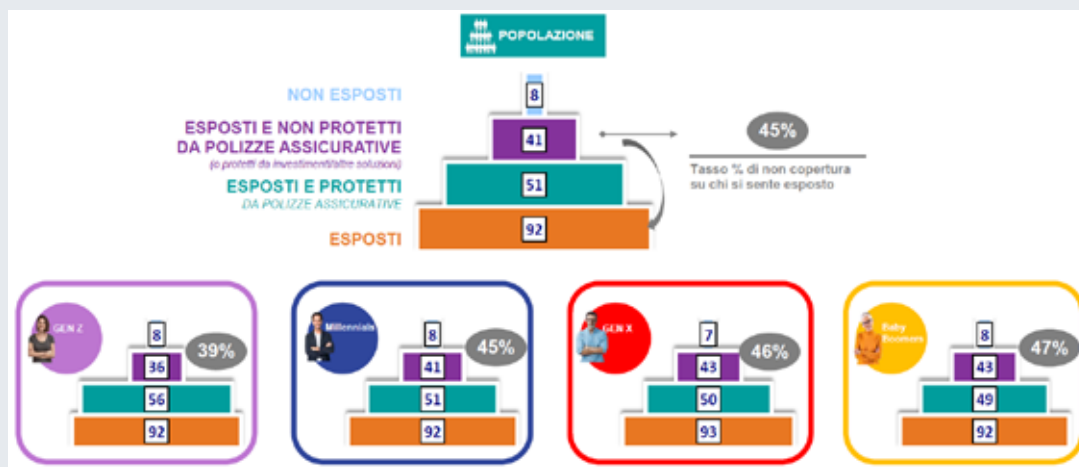 POPOLAZIONE
NON ESPOSTI
8
ESPOSTI E NON PROTETTI
DA POLIZZE ASSICURATIVE
(o protetti da investimenti/altre soluzioni)
41
45%
Tasso % di non copertura
su chi si sente esposto
ESPOSTI E PROTETTI
DA POLIZZE ASSICURATIVE
51
ESPOSTI
92
GEN Z
8
39%
36
56
92
Millennials
8
45%
41
51
92
GEN X
7
46%
43
50
93
Baby
Boomers
8
47%
43
49
92